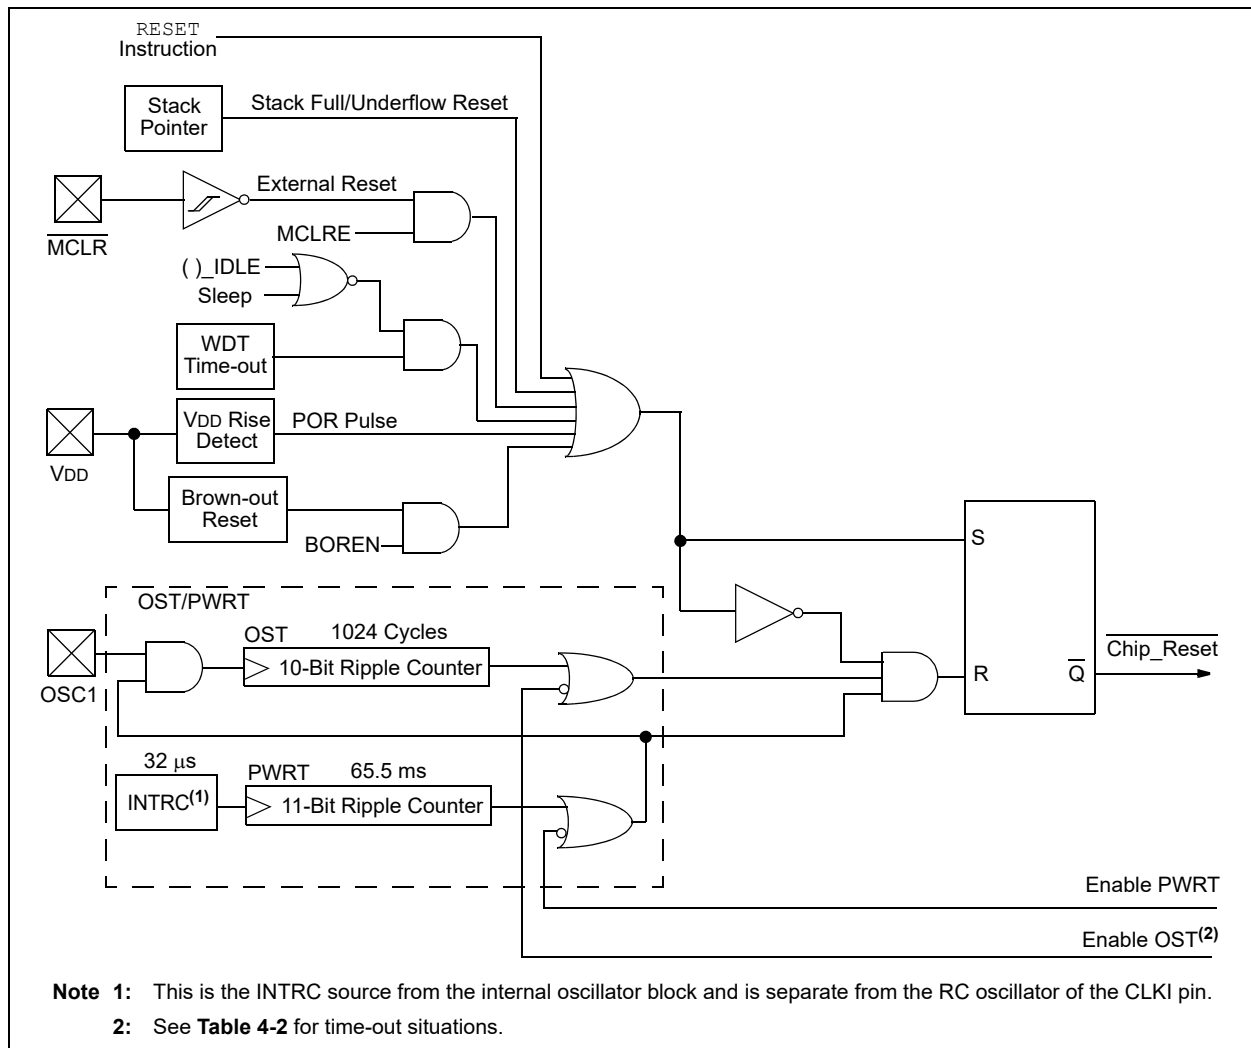 RESET
Instruction
Stack
Pointer
Stack Full/Underflow Reset
External Reset
MCLR
MCLRE
( )_IDLE
Sleep
WDT
Time-out
VDD Rise
Detect
POR Pulse
VDD
Brown-out
Reset
BOREN
S
OST/PWRT
OST
1024 Cycles
10-Bit Ripple Counter
OSC1
R
Q
Chip_Reset
32 µs
INTRC(1)
PWRT
65.5 ms
11-Bit Ripple Counter
Enable PWRT
Enable OST(2)
Note 1: This is the INTRC source from the internal oscillator block and is separate from the RC oscillator of the CLKI pin.
2: See Table 4-2 for time-out situations.